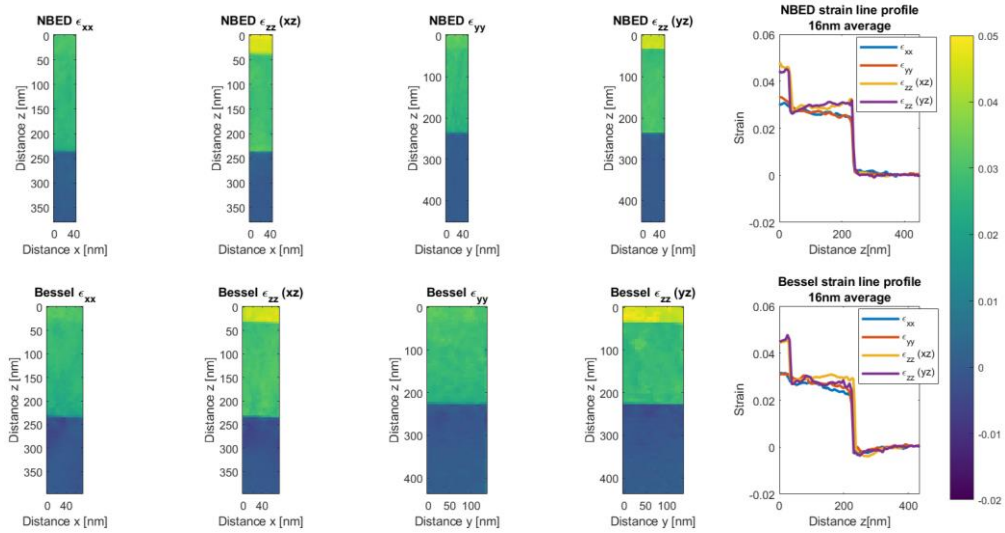 NBED ϵxx
Distance z [nm]
0
50
100
150
200
250
300
350
0 40
Distance x [nm]
NBED ϵzz (xz)
Distance z [nm]
0
50
100
150
200
250
300
350
0 40
Distance x [nm]
NBED ϵyy
Distance z [nm]
0
100
200
300
400
0 40
Distance y [nm]
NBED ϵzz (yz)
Distance z [nm]
0
100
200
300
400
0 40
Distance y [nm]
NBED strain line profile
16nm average
Strain
0.06
0.04
0.02
0
-0.02
0 200 400
Distance z[nm]
ϵxx
ϵyy
ϵzz (xz)
ϵzz (yz)
Bessel ϵxx
Distance z [nm]
0
50
100
150
200
250
300
350
0 40
Distance x [nm]
Bessel ϵzz (xz)
Distance z [nm]
0
50
100
150
200
250
300
350
0 40
Distance x [nm]
Bessel ϵyy
Distance z [nm]
0
100
200
300
400
0 50 100
Distance y [nm]
Bessel ϵzz (yz)
Distance z [nm]
0
100
200
300
400
0 50 100
Distance y [nm]
Bessel strain line profile
16nm average
Strain
0.06
0.04
0.02
0
-0.02
0 200 400
Distance z[nm]
ϵxx
ϵyy
ϵzz (xz)
ϵzz (yz)
0.05
0.04
0.03
0.02
0.01
0
-0.01
-0.02